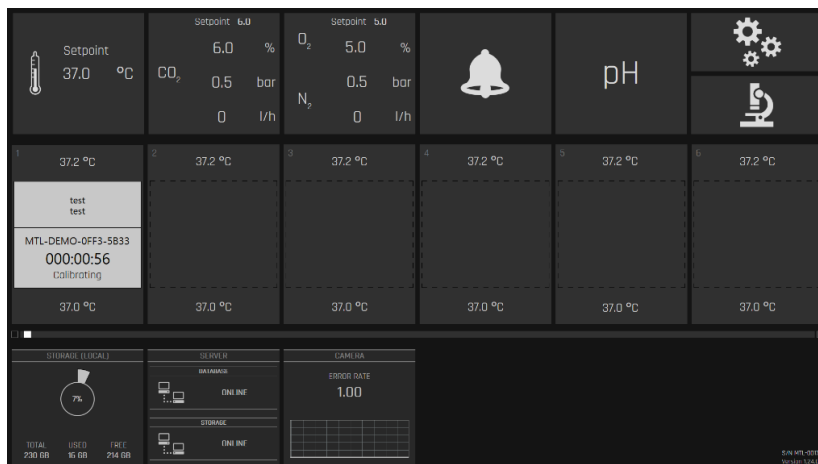 Setpoint
37.0 °C
Setpoint 6.0
CO2
6.0 %
0.5 bar
0 l/h
Setpoint 5.0
O2
5.0 %
0.5 bar
N2
0 l/h
pH
1
37.2 °C
test
test
MTL-DEMO-0FF3-5B33
000:00:56
Calibrating
37.0 °C
2
37.2 °C
37.0 °C
3
37.2 °C
37.0 °C
4
37.2 °C
37.0 °C
5
37.2 °C
37.0 °C
6
37.2 °C
37.0 °C
STORAGE (LOCAL)
7%
TOTAL USED FREE
230 GB 16 GB 214 GB
SERVER
DATABASE
ONLINE
STORAGE
ONLINE
CAMERA
ERROR RATE
1.00
S/N MTL-
Version